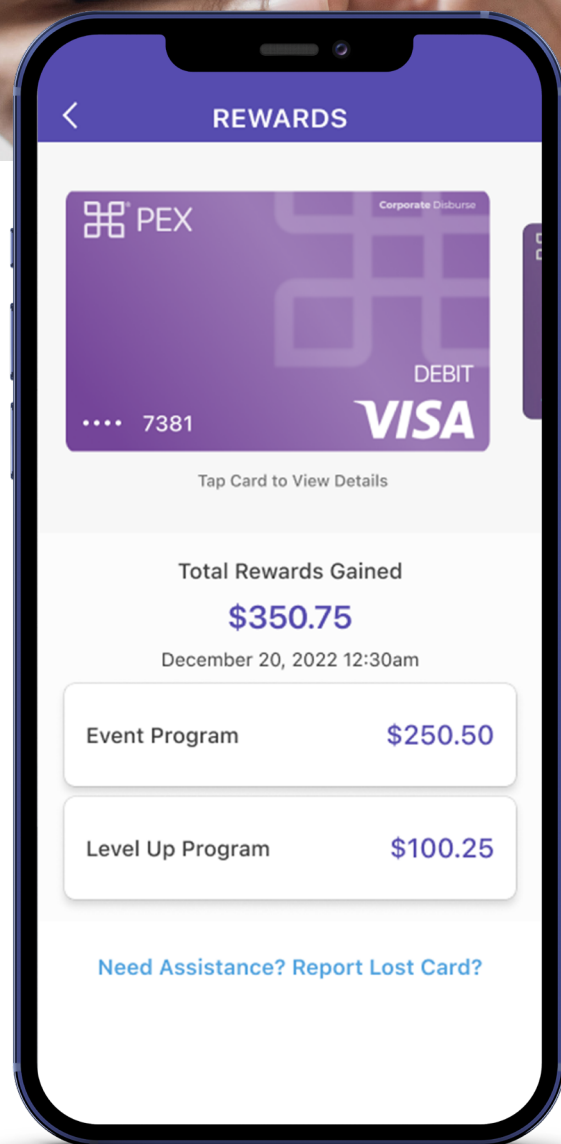 REWARDS
PEX
Corporate Disburse
DEBIT
VISA
•••• 7381
Tap Card to View Details
Total Rewards Gained
$350.75
December 20, 2022 12:30am
Event Program $250.50
Level Up Program $100.25
Need Assistance? Report Lost Card?